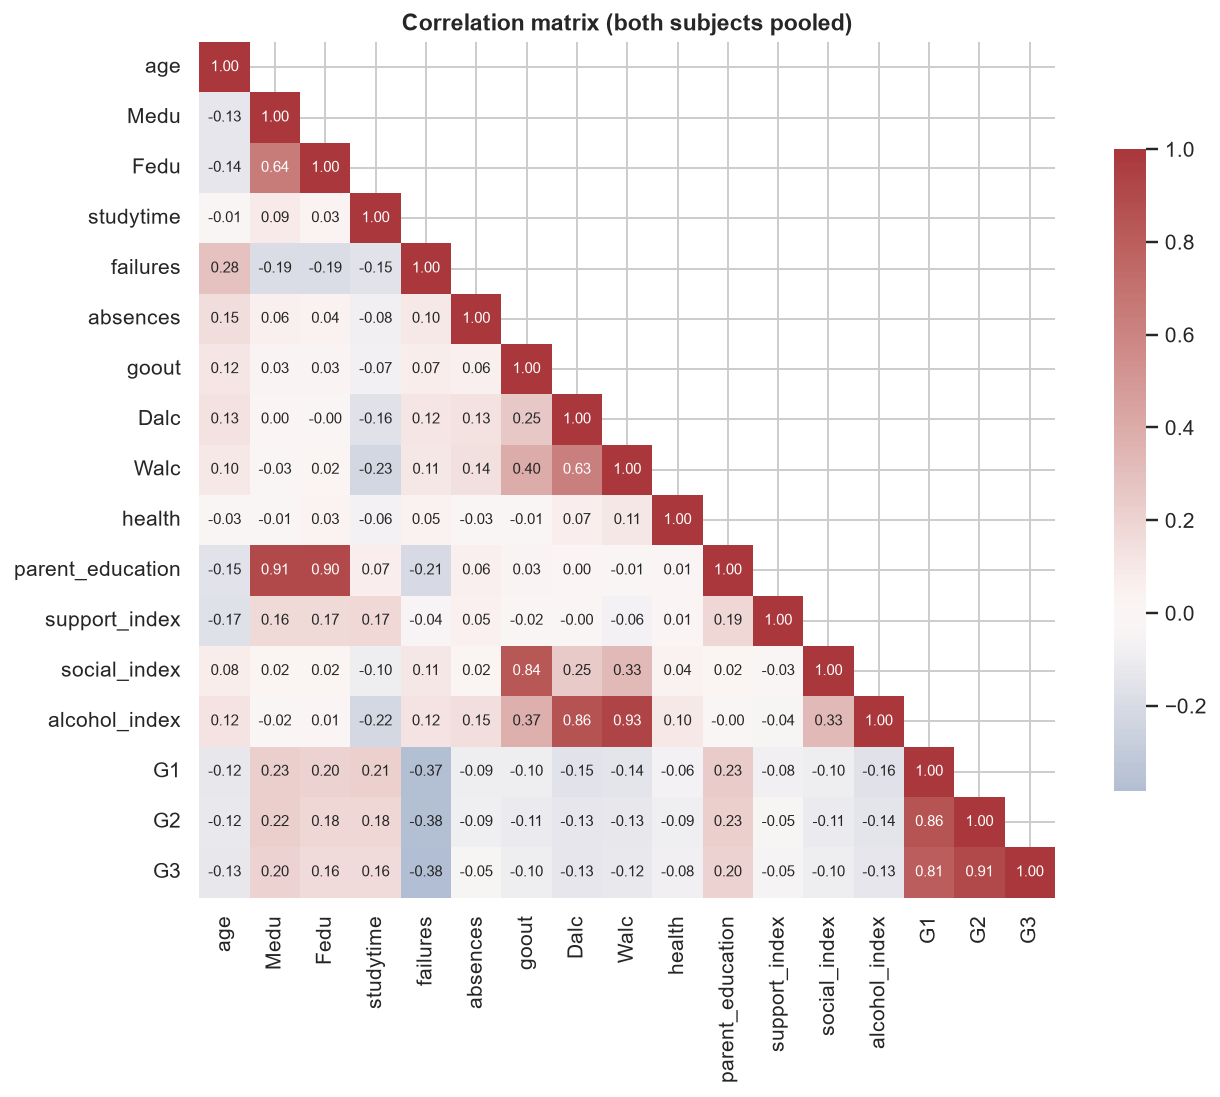 Correlation matrix (both subjects pooled)
age 1.00
Medu -0.13 1.00
Fedu -0.14 0.64 1.00
studytime -0.01 0.09 0.03 1.00
failures 0.28 -0.19 -0.19 -0.15 1.00
absences 0.15 0.06 0.04 -0.08 0.10 1.00
goout 0.12 0.03 0.03 -0.07 0.07 0.06 1.00
Dalc 0.13 0.00 -0.00 -0.16 0.12 0.13 0.25 1.00
Walc 0.10 -0.03 0.02 -0.23 0.11 0.14 0.40 0.63 1.00
health -0.03 -0.01 0.03 -0.06 0.05 -0.03 -0.01 0.07 0.11 1.00
parent_education -0.15 0.91 0.90 0.07 -0.21 0.06 0.03 0.00 -0.01 0.01 1.00
support_index -0.17 0.16 0.17 0.17 -0.04 0.05 -0.02 -0.00 -0.06 0.01 0.19 1.00
social_index 0.08 0.02 0.02 -0.10 0.11 0.02 0.84 0.25 0.33 0.04 0.02 -0.03 1.00
alcohol_index 0.12 -0.02 0.01 -0.22 0.12 0.15 0.37 0.86 0.93 0.10 -0.00 -0.04 0.33 1.00
G1 -0.12 0.23 0.20 0.21 -0.37 -0.09 -0.10 -0.15 -0.14 -0.06 0.23 -0.08 -0.10 -0.16 1.00
G2 -0.12 0.22 0.18 0.18 -0.38 -0.09 -0.11 -0.13 -0.13 -0.09 0.23 -0.05 -0.11 -0.14 0.86 1.00
G3 -0.13 0.20 0.16 0.16 -0.38 -0.05 -0.10 -0.13 -0.12 -0.08 0.20 -0.05 -0.10 -0.13 0.81 0.91 1.00
age Medu Fedu studytime failures absences goout Dalc Walc health parent_education support_index social_index alcohol_index G1 G2 G3
1.0
0.8
0.6
0.4
0.2
0.0
−0.2